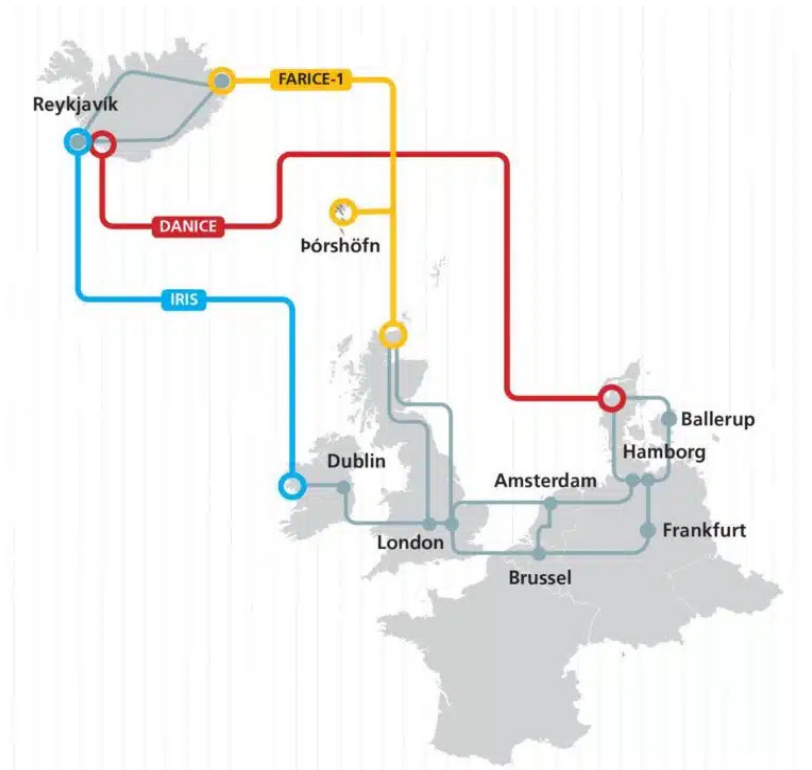 FARICE-1
Reykjavík
DANICE
Þórshöfn
IRIS
Ballerup
Hamborg
Dublin
Amsterdam
Frankfurt
London
Brussel